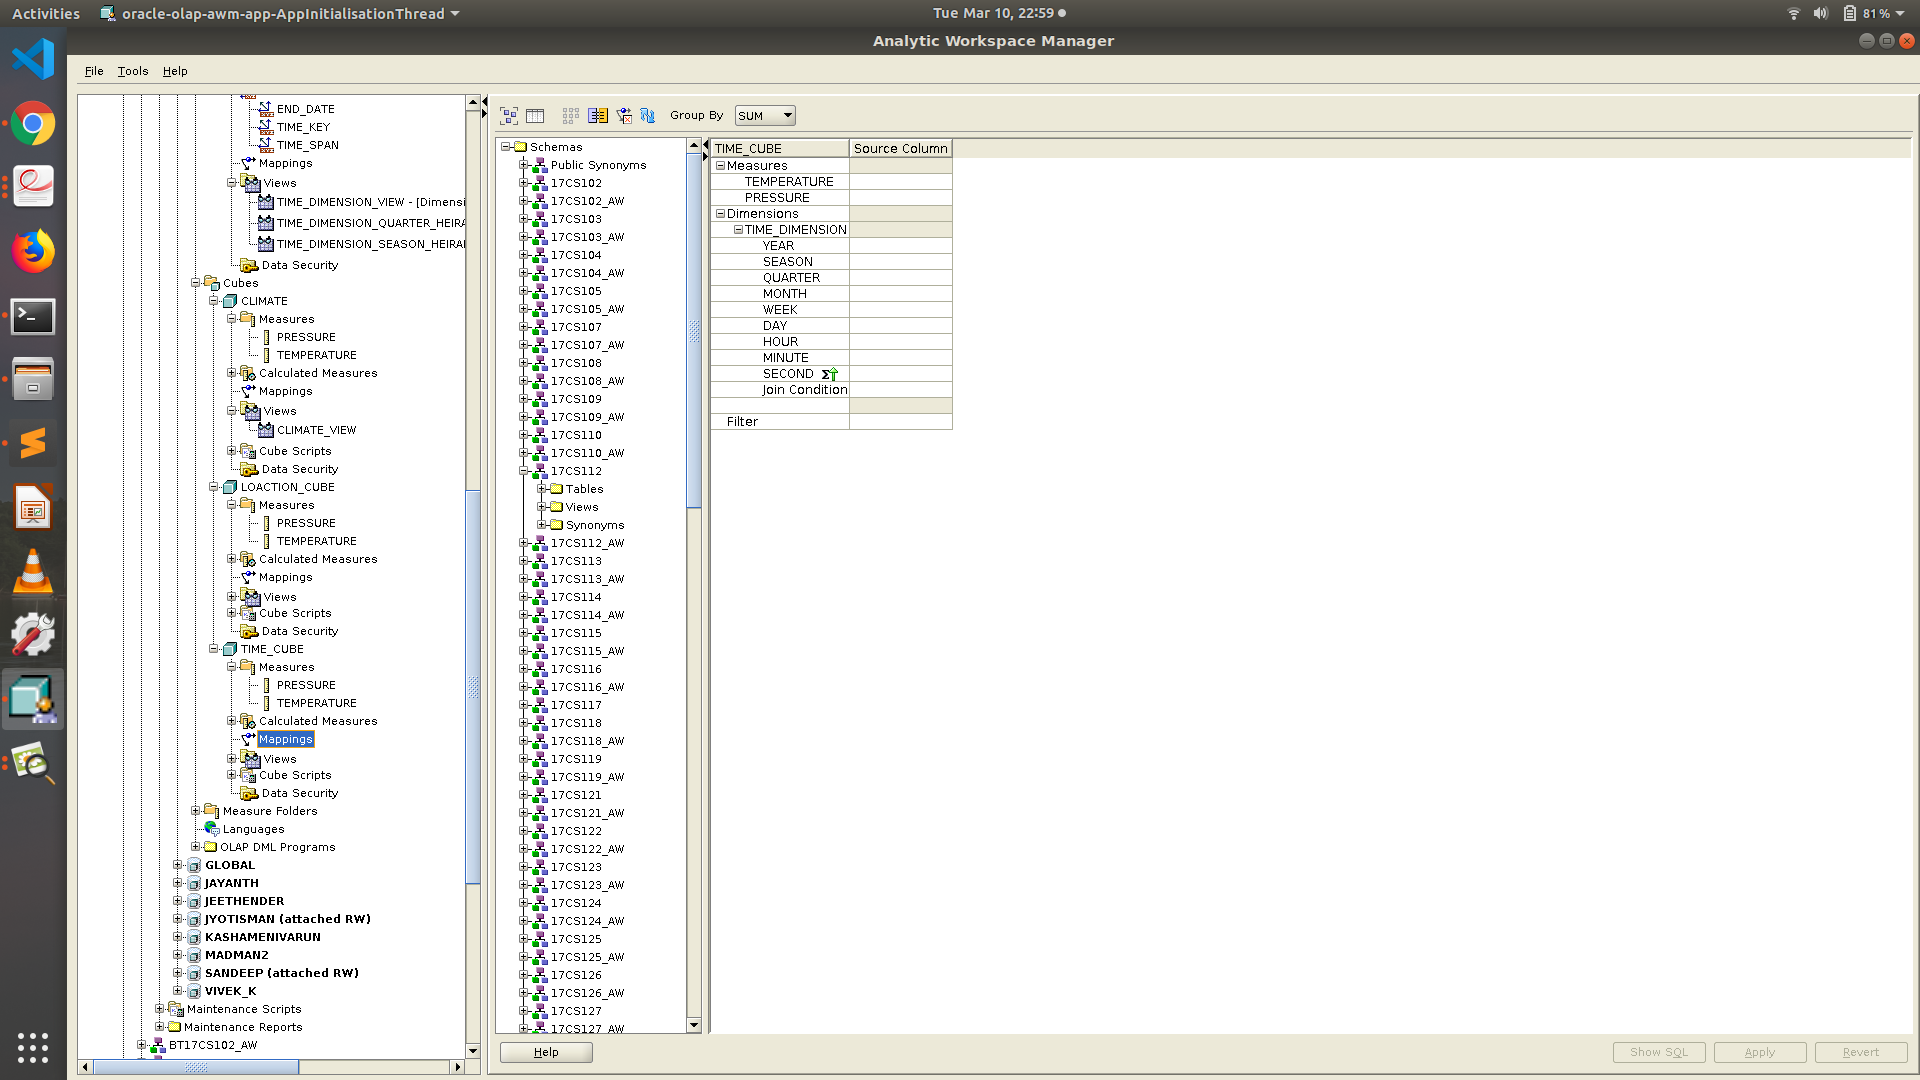 Activities
oracle-olap-awm-app-AppInitialisationThread
Tue Mar 10, 22:59
81%
Analytic Workspace Manager
File Tools Help
END_DATE
TIME_KEY
TIME_SPAN
Mappings
Views
TIME_DIMENSION_VIEW - [Dimensi
TIME_DIMENSION_QUARTER_HEIRA
TIME_DIMENSION_SEASON_HEIRAI
Data Security
Cubes
CLIMATE
Measures
PRESSURE
TEMPERATURE
Calculated Measures
Mappings
Views
CLIMATE_VIEW
Cube Scripts
Data Security
LOACTION_CUBE
Measures
PRESSURE
TEMPERATURE
Calculated Measures
Mappings
Views
Cube Scripts
Data Security
TIME_CUBE
Measures
PRESSURE
TEMPERATURE
Calculated Measures
Mappings
Views
Cube Scripts
Data Security
Measure Folders
Languages
OLAP DML Programs
GLOBAL
JAYANTH
JEETHENDER
JYOTISMAN (attached RW)
KASHAMENIVARUN
MADMAN2
SANDEEP (attached RW)
VIVEK_K
Maintenance Scripts
Maintenance Reports
BT17CS102_AW
Group By SUM
Schemas
Public Synonyms
17CS102
17CS102_AW
17CS103
17CS103_AW
17CS104
17CS104_AW
17CS105
17CS105_AW
17CS107
17CS107_AW
17CS108
17CS108_AW
17CS109
17CS109_AW
17CS110
17CS110_AW
17CS112
Tables
Views
Synonyms
17CS112_AW
17CS113
17CS113_AW
17CS114
17CS114_AW
17CS115
17CS115_AW
17CS116
17CS116_AW
17CS117
17CS118
17CS118_AW
17CS119
17CS119_AW
17CS121
17CS121_AW
17CS122
17CS122_AW
17CS123
17CS123_AW
17CS124
17CS124_AW
17CS125
17CS125_AW
17CS126
17CS126_AW
17CS127
17CS127_AW
TIME_CUBE Source Column
Measures
TEMPERATURE
PRESSURE
Dimensions
TIME_DIMENSION
YEAR
SEASON
QUARTER
MONTH
WEEK
DAY
HOUR
MINUTE
SECOND Σ
Join Condition
Filter
Help
Show SQL Apply Revert